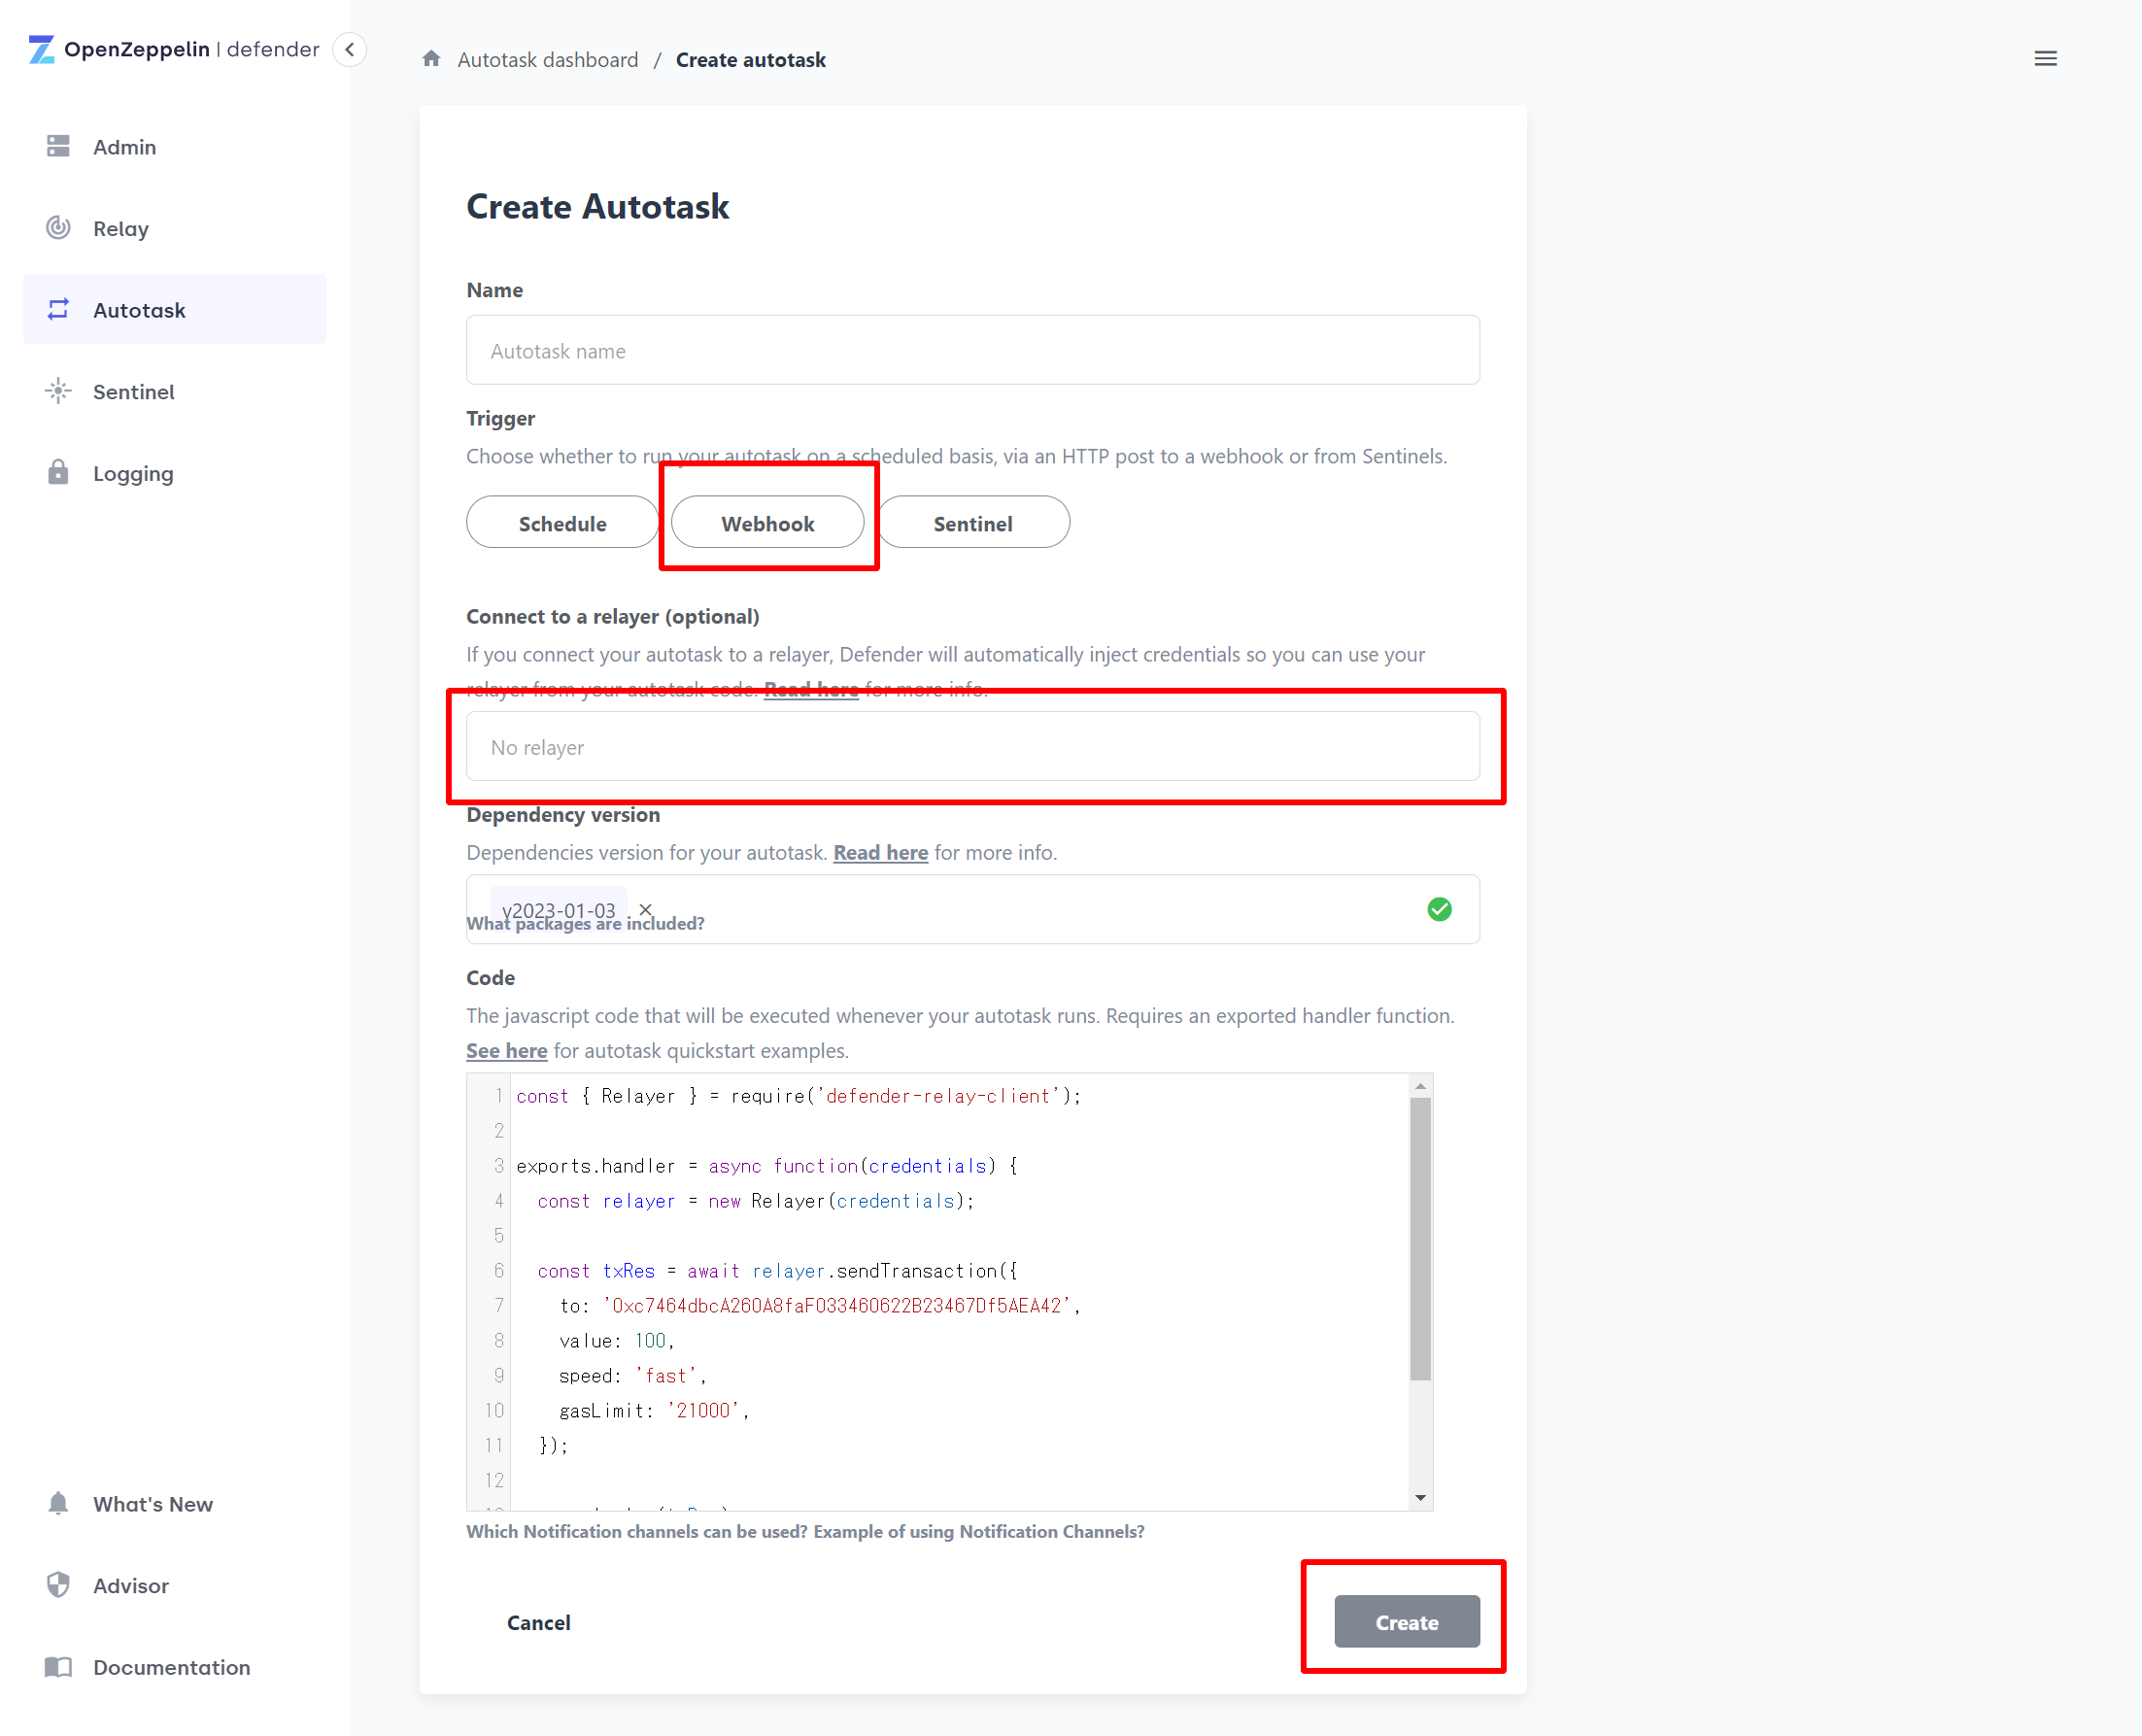 OpenZeppelin | defender
Admin
Relay
Autotask
Sentinel
Logging
What's New
Advisor
Documentation
Autotask dashboard / Create autotask
Create Autotask
Name
Autotask name
Trigger
Choose whether to run your autotask on a scheduled basis, via an HTTP post to a webhook or from Sentinels.
Schedule Webhook Sentinel
Connect to a relayer (optional)
If you connect your autotask to a relayer, Defender will automatically inject credentials so you can use your
relayer from your autotask code. Read here for more info.
No relayer
Dependency version
Dependencies version for your autotask. Read here for more info.
v2023-01-03 ×
What packages are included?
Code
The javascript code that will be executed whenever your autotask runs. Requires an exported handler function.
See here for autotask quickstart examples.
1 const { Relayer } = require('defender-relay-client');
2
3 exports.handler = async function(credentials) {
4 const relayer = new Relayer(credentials);
5
6 const txRes = await relayer.sendTransaction({
7 to: '0xc7464dbcA260A8faF033460622B23467Df5AEA42',
8 value: 100,
9 speed: 'fast',
10 gasLimit: '21000',
11 });
12
Which Notification channels can be used? Example of using Notification Channels?
Cancel Create